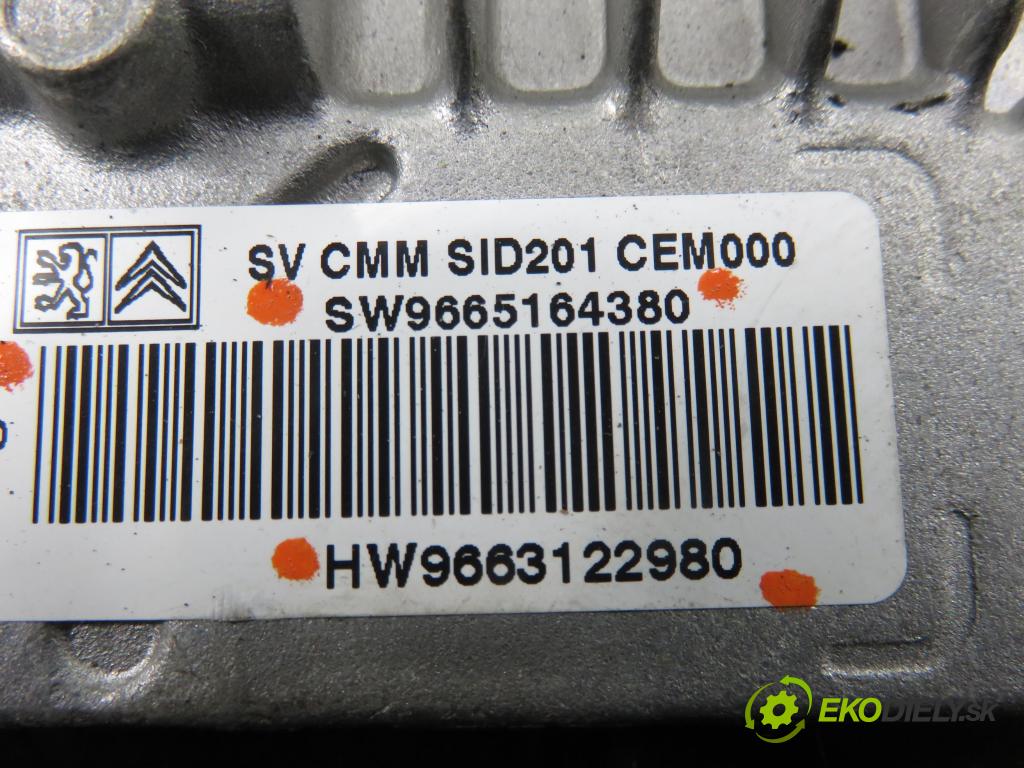 SV CMM SID201 CEM000
SW9665164380
HW9663122980
EKODIELY.SK